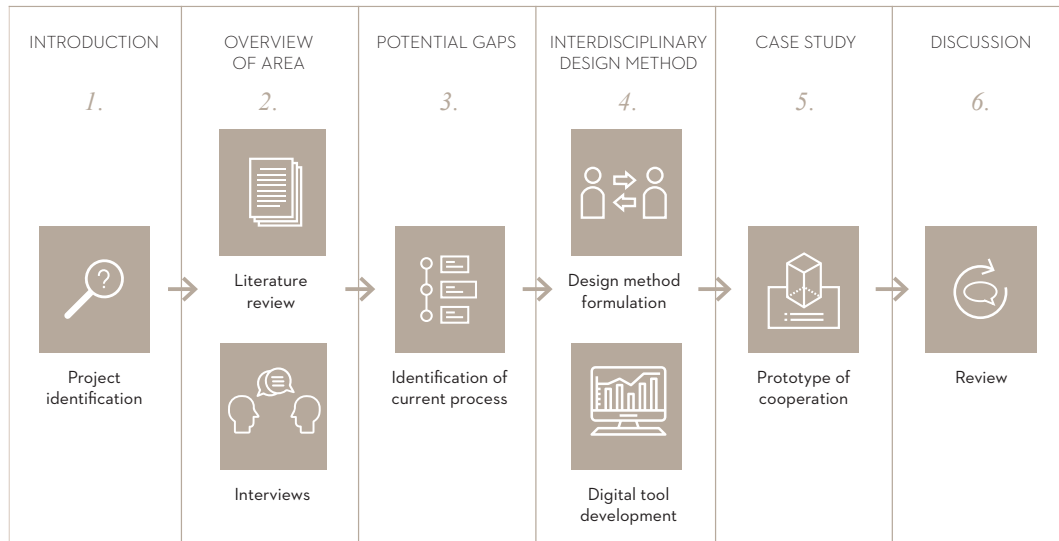 INTRODUCTION
1.
Project
identification
OVERVIEW
OF AREA
2.
Literature
review
Interviews
POTENTIAL GAPS
3.
Identification of
current process
INTERDISCIPLINARY
DESIGN METHOD
4.
Design method
formulation
Digital tool
development
CASE STUDY
5.
Prototype of
cooperation
DISCUSSION
6.
Review